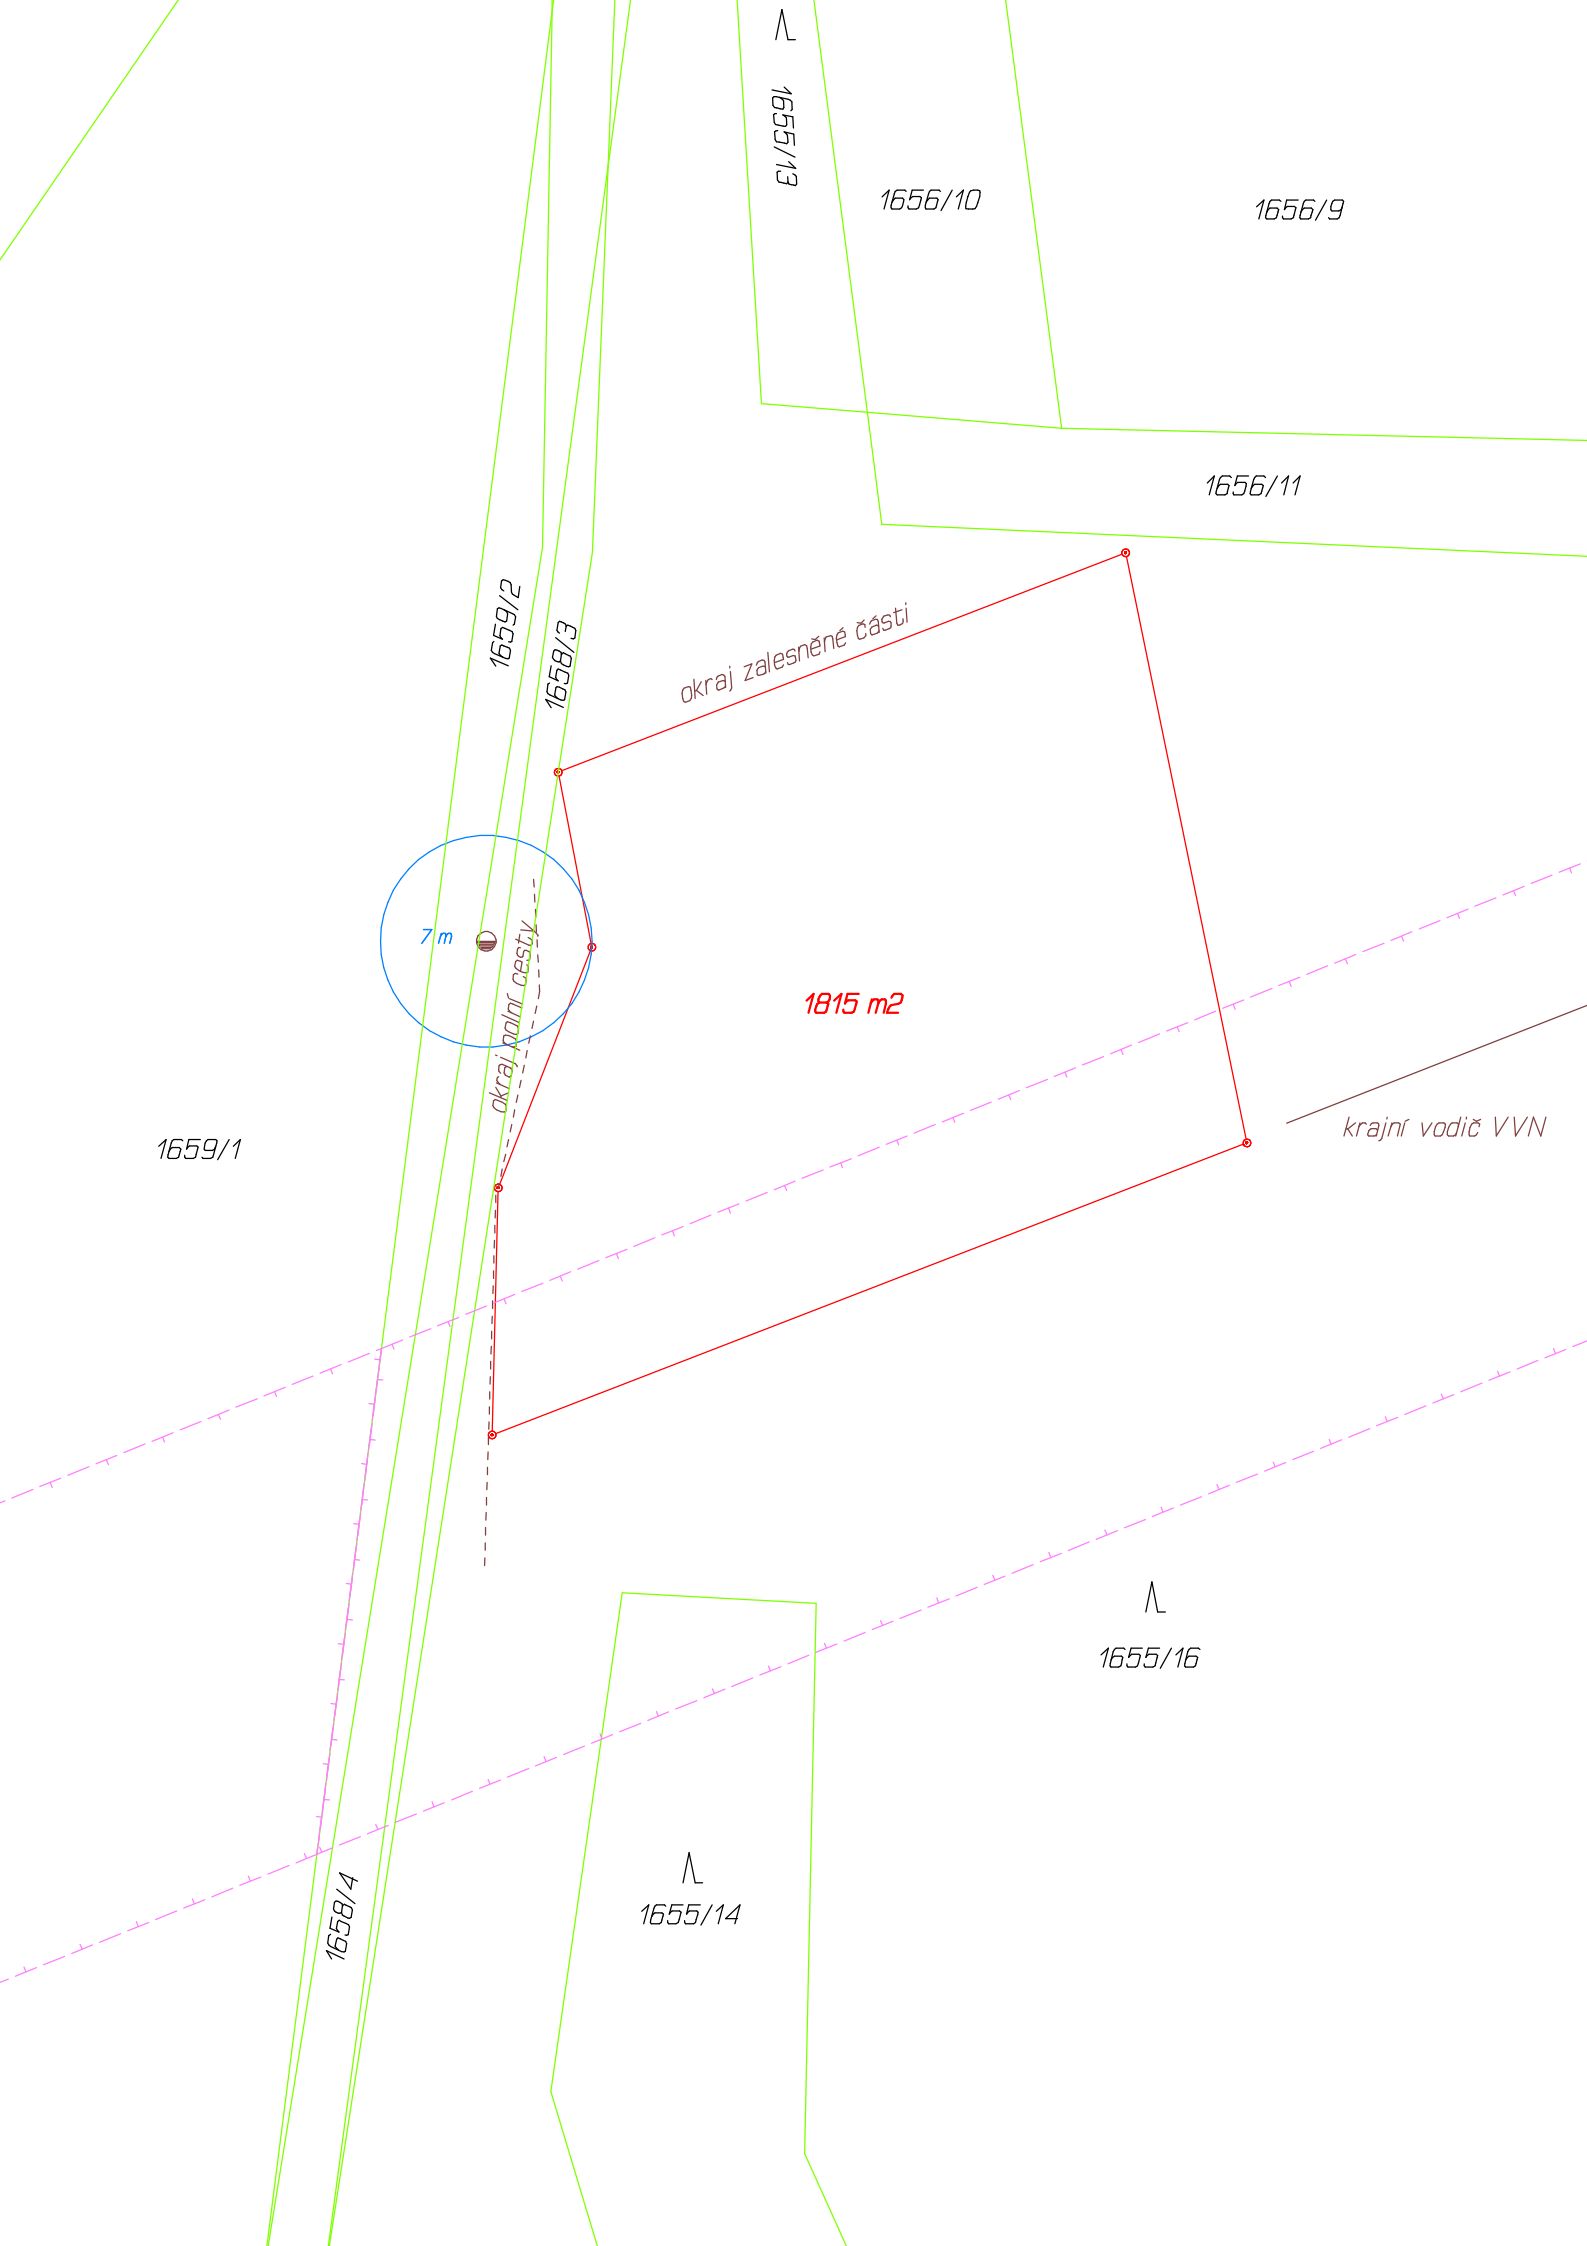 1655/13
1656/10
1656/9
1656/11
1659/2
1658/3
okraj zalesněné části
7 m
okraj polní cesty
1815 m2
krajní vodič VVN
1659/1
1655/16
1658/4
1655/14